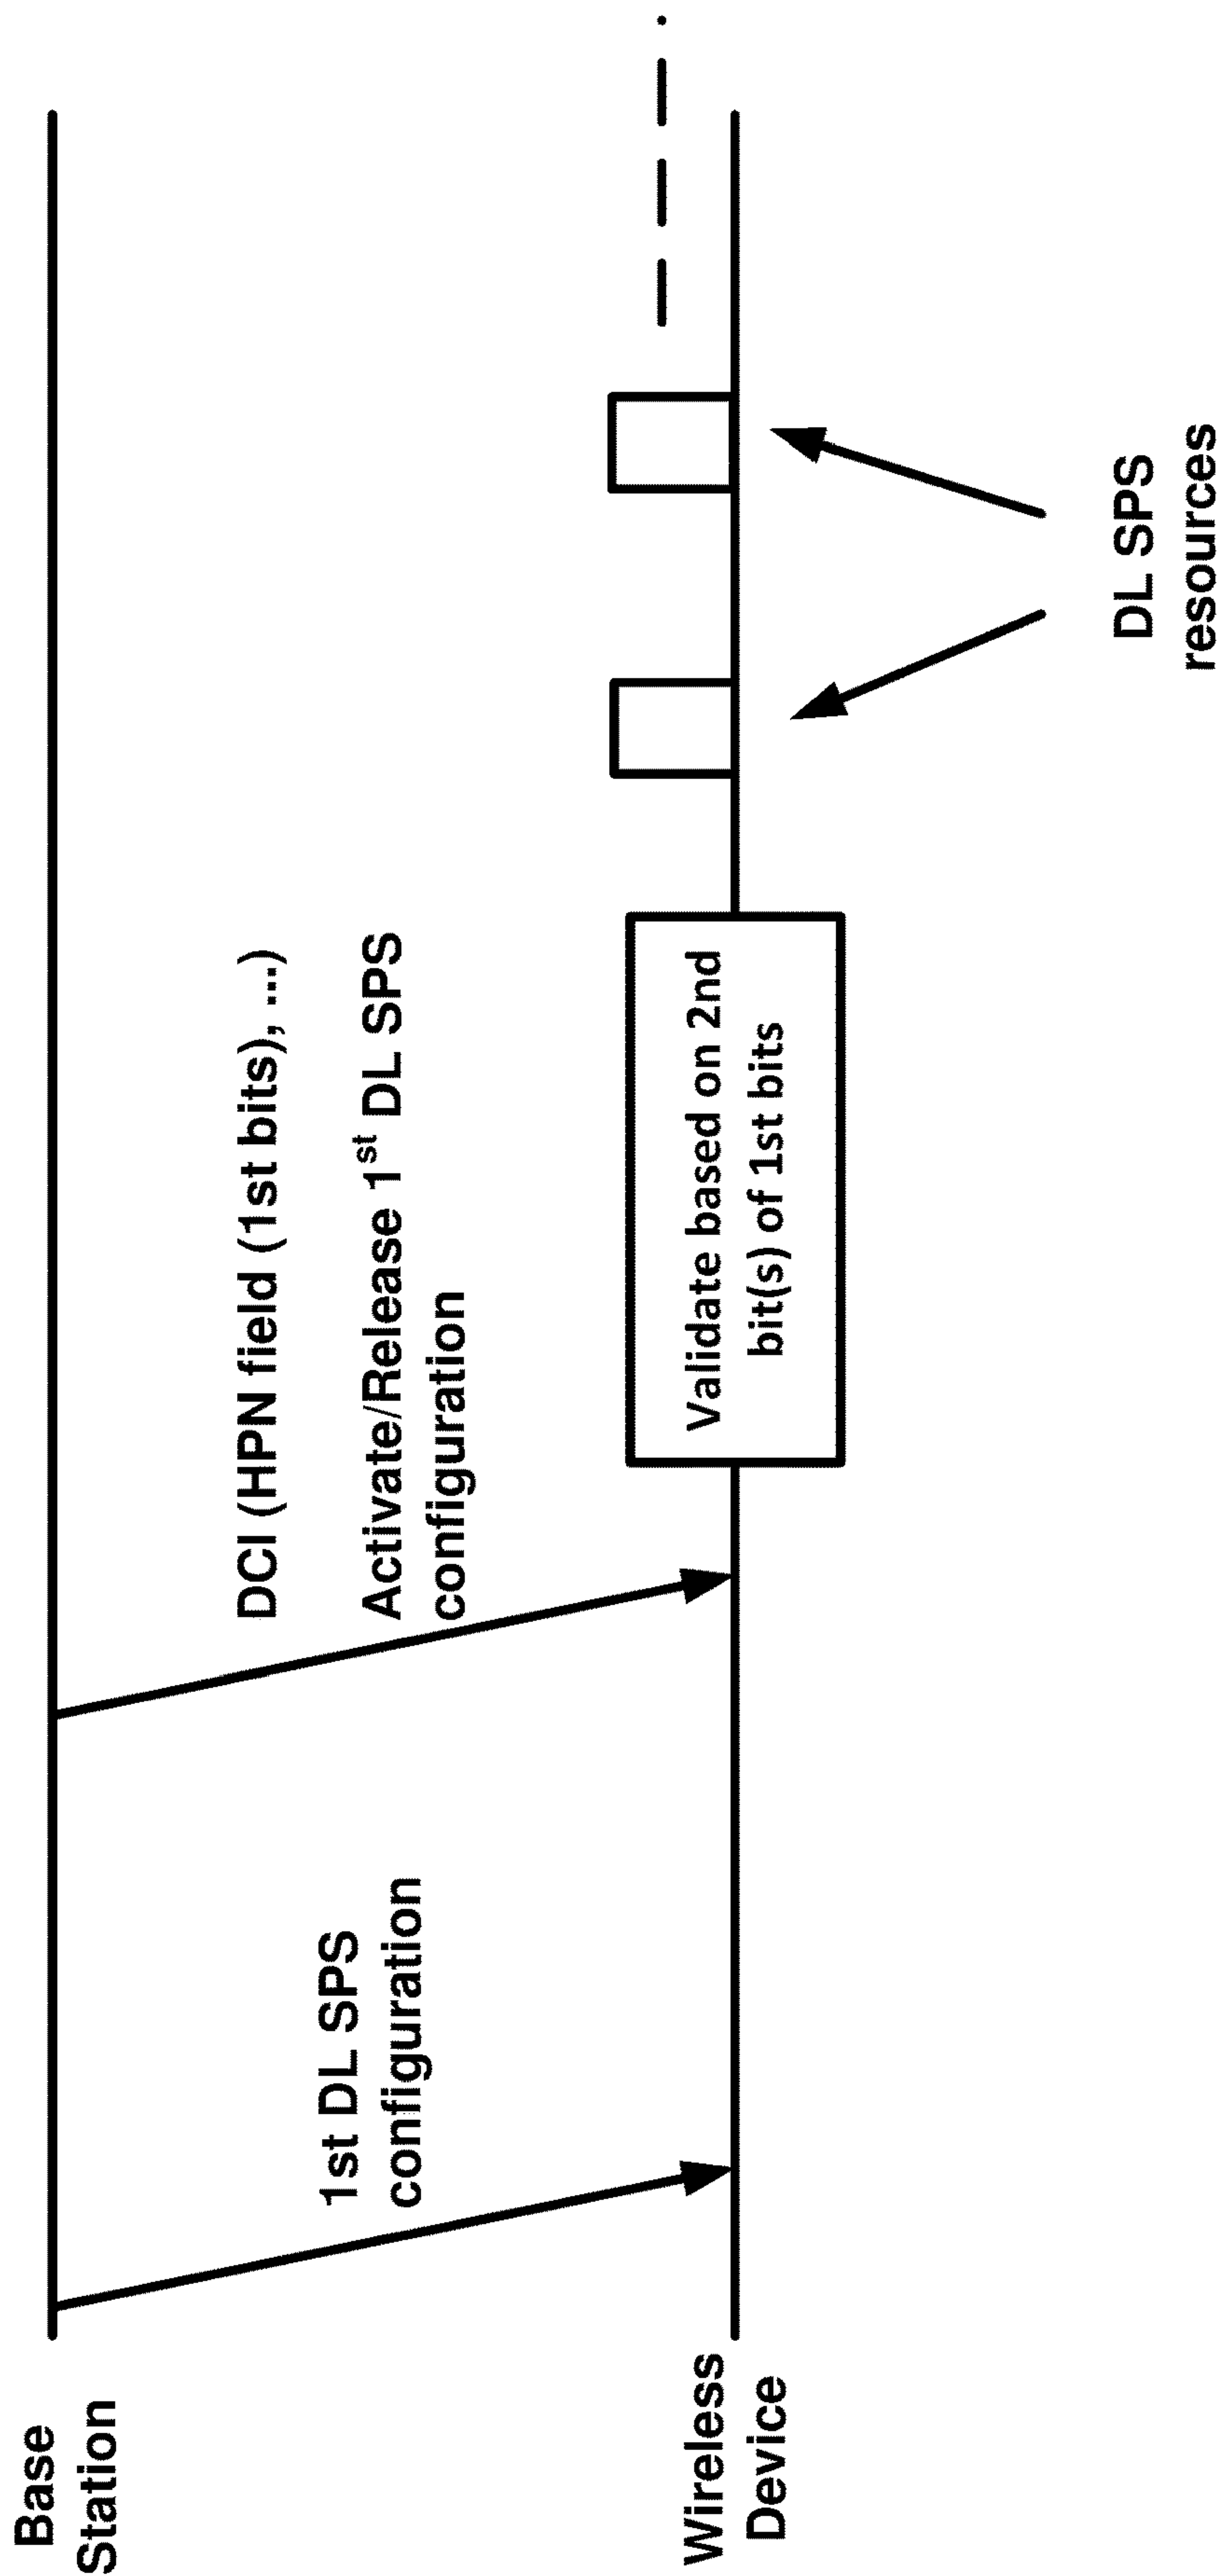 Base
Station
1st DL SPS
configuration
DCI (HPN field (1st bits), ...)
Activate/Release 1st DL SPS
configuration
Wireless
Device
Validate based on 2nd
bit(s) of 1st bits
DL SPS
resources